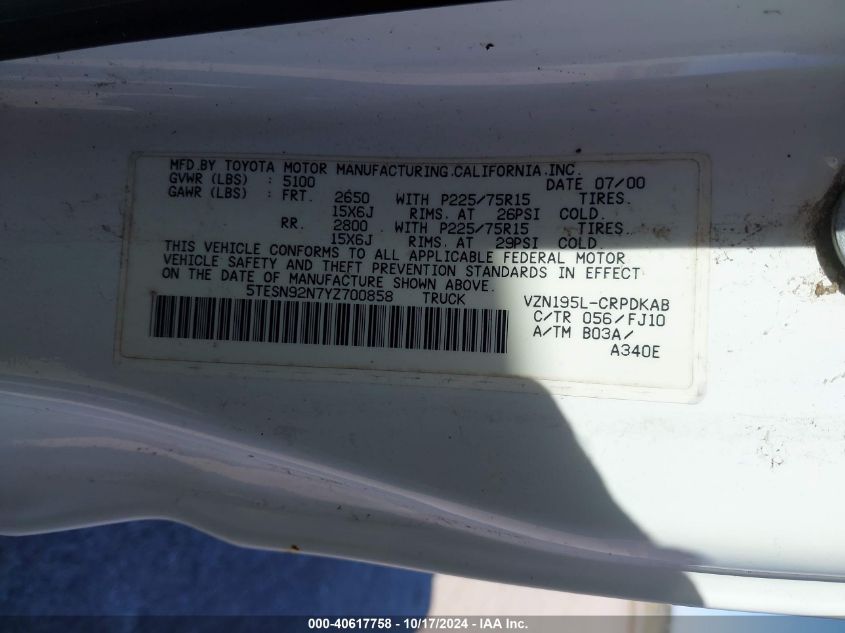 MFD.BY TOYOTA MOTOR MANUFACTURING.CALIFORNIA.INC.
GVWR (LBS) : 5100 DATE 07/00
GAWR (LBS) : FRT. 2650 WITH P225/75R15 TIRES.
15X6J RIMS. AT 26PSI COLD.
RR. 2800 WITH P225/75R15 TIRES.
15X6J RIMS. AT 29PSI COLD.
THIS VEHICLE CONFORMS TO ALL APPLICABLE FEDERAL MOTOR
VEHICLE SAFETY AND THEFT PREVENTION STANDARDS IN EFFECT
ON THE DATE OF MANUFACTURE SHOWN ABOVE.
5TESN92N7YZ700858 TRUCK VZN195L-CRPDKAB
C/TR 056/FJ10
A/TM B03A/
A340E
000-40617758 - 10/17/2024 - IAA Inc.